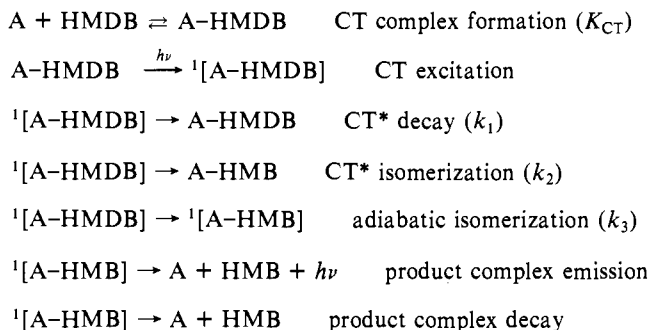 A + HMDB ⇌ A–HMDB CT complex formation (K_CT)
A–HMDB —hν→ ¹[A–HMDB] CT excitation
¹[A–HMDB] → A–HMDB CT* decay (k₁)
¹[A–HMDB] → A–HMB CT* isomerization (k₂)
¹[A–HMDB] → ¹[A–HMB] adiabatic isomerization (k₃)
¹[A–HMB] → A + HMB + hν product complex emission
¹[A–HMB] → A + HMB product complex decay